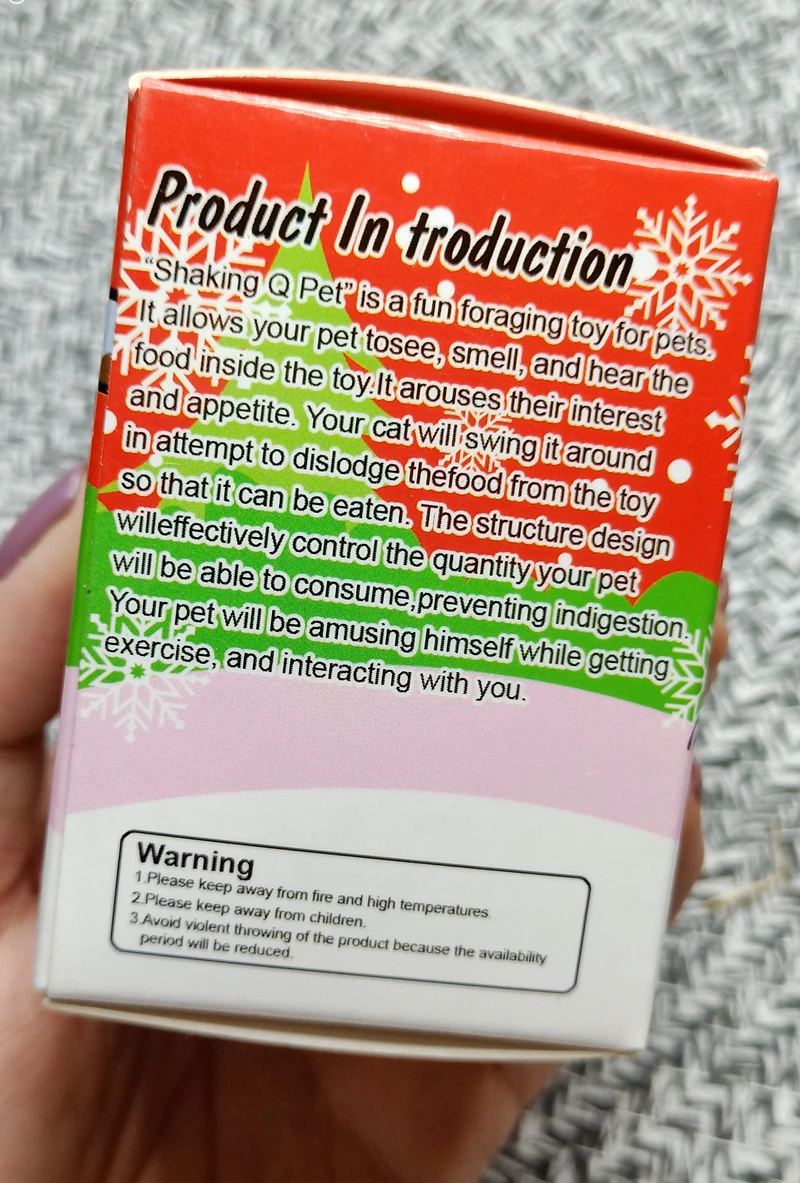 Product In troduction
“Shaking Q Pet” is a fun foraging toy for pets.
It allows your pet tosee, smell, and hear the
food inside the toy.It arouses their interest
and appetite. Your cat will swing it around
in attempt to dislodge thefood from the toy
so that it can be eaten. The structure design
willeffectively control the quantity your pet
will be able to consume,preventing indigestion.
Your pet will be amusing himself while getting
exercise, and interacting with you.
Warning
1.Please keep away from fire and high temperatures.
2.Please keep away from children.
3.Avoid violent throwing of the product because the availability
period will be reduced.